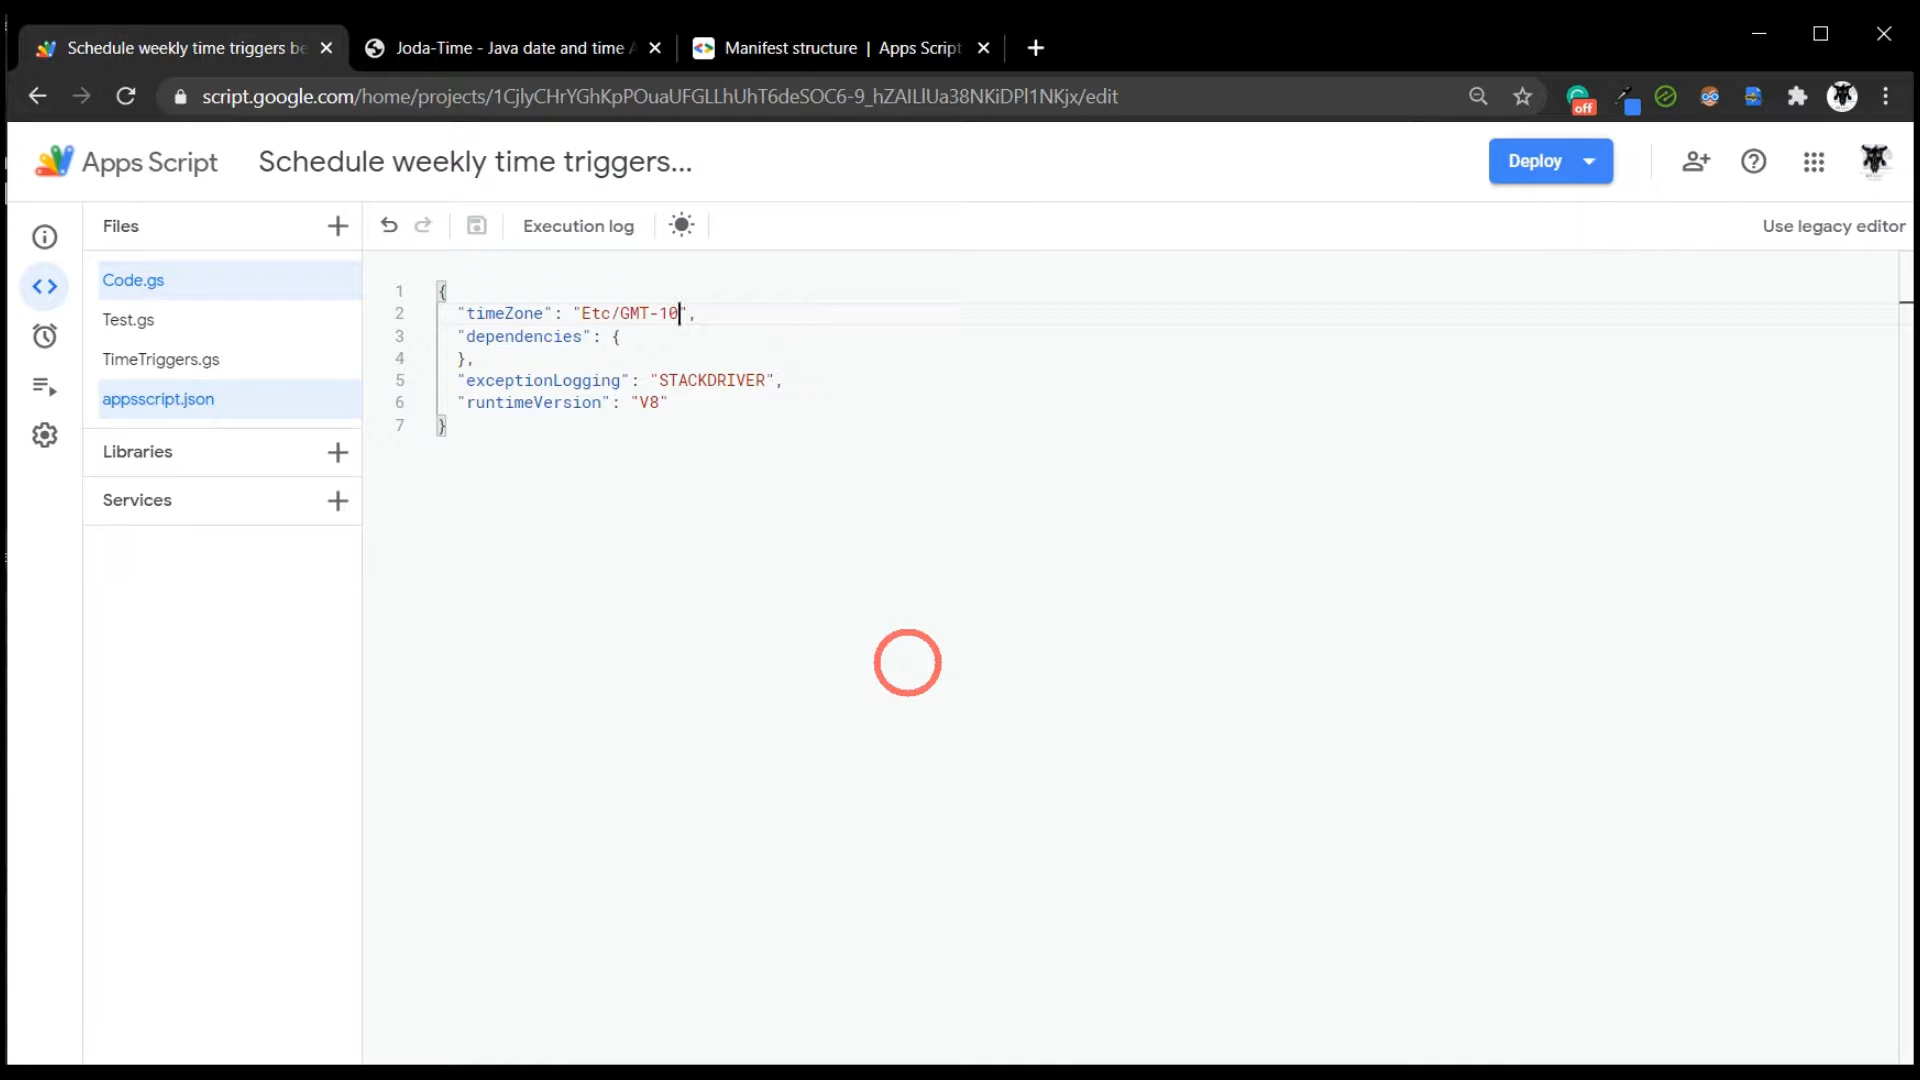 Schedule weekly time triggers be
Joda-Time - Java date and time A
Manifest structure | Apps Script
script.google.com/home/projects/1CjlyCHrYGhKpPOuaUFGLLhUhT6deSOC6-9_hZAILlUa38NKiDPl1NKjx/edit
off
Apps Script
Schedule weekly time triggers...
Deploy
Files
Execution log
Use legacy editor
Code.gs
Test.gs
TimeTriggers.gs
appsscript.json
Libraries
Services
1 {
2 "timeZone": "Etc/GMT-10",
3 "dependencies": {
4 },
5 "exceptionLogging": "STACKDRIVER",
6 "runtimeVersion": "V8"
7 }